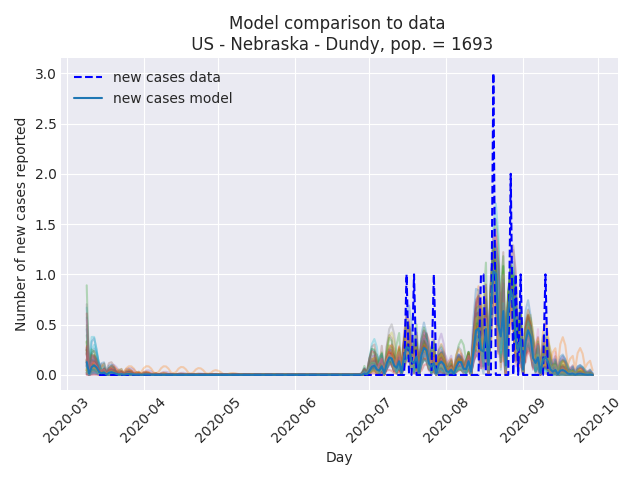 Model comparison to data
US - Nebraska - Dundy, pop. = 1693
3.0
2.5
2.0
1.5
1.0
0.5
0.0
Number of new cases reported
new cases data
new cases model
2020-03
2020-04
2020-05
2020-06
2020-07
2020-08
2020-09
2020-10
Day